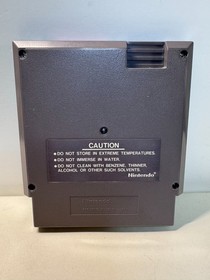 CAUTION
•DO NOT STORE IN EXTREME TEMPERATURES.
•DO NOT IMMERSE IN WATER.
•DO NOT CLEAN WITH BENZENE, THINNER,
ALCOHOL OR OTHER SUCH SOLVENTS.
Nintendo®